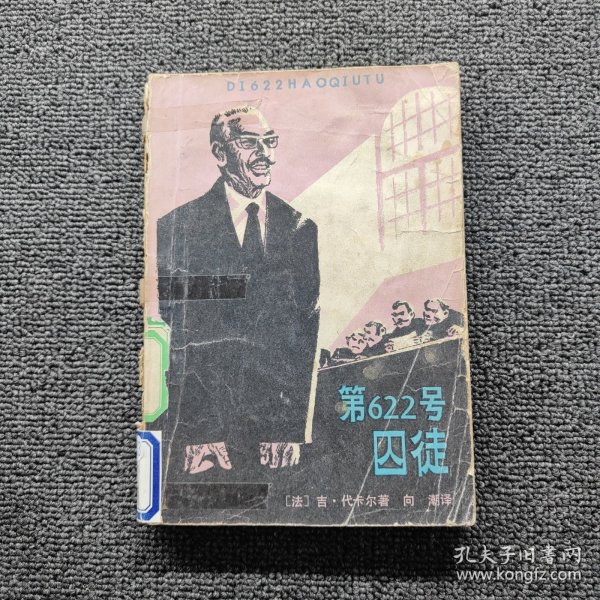 DI622HAOQIUTU
第622号
囚徒
[法]吉·代卡尔著 向 潮译
孔夫子旧书网
www.kongfz.com